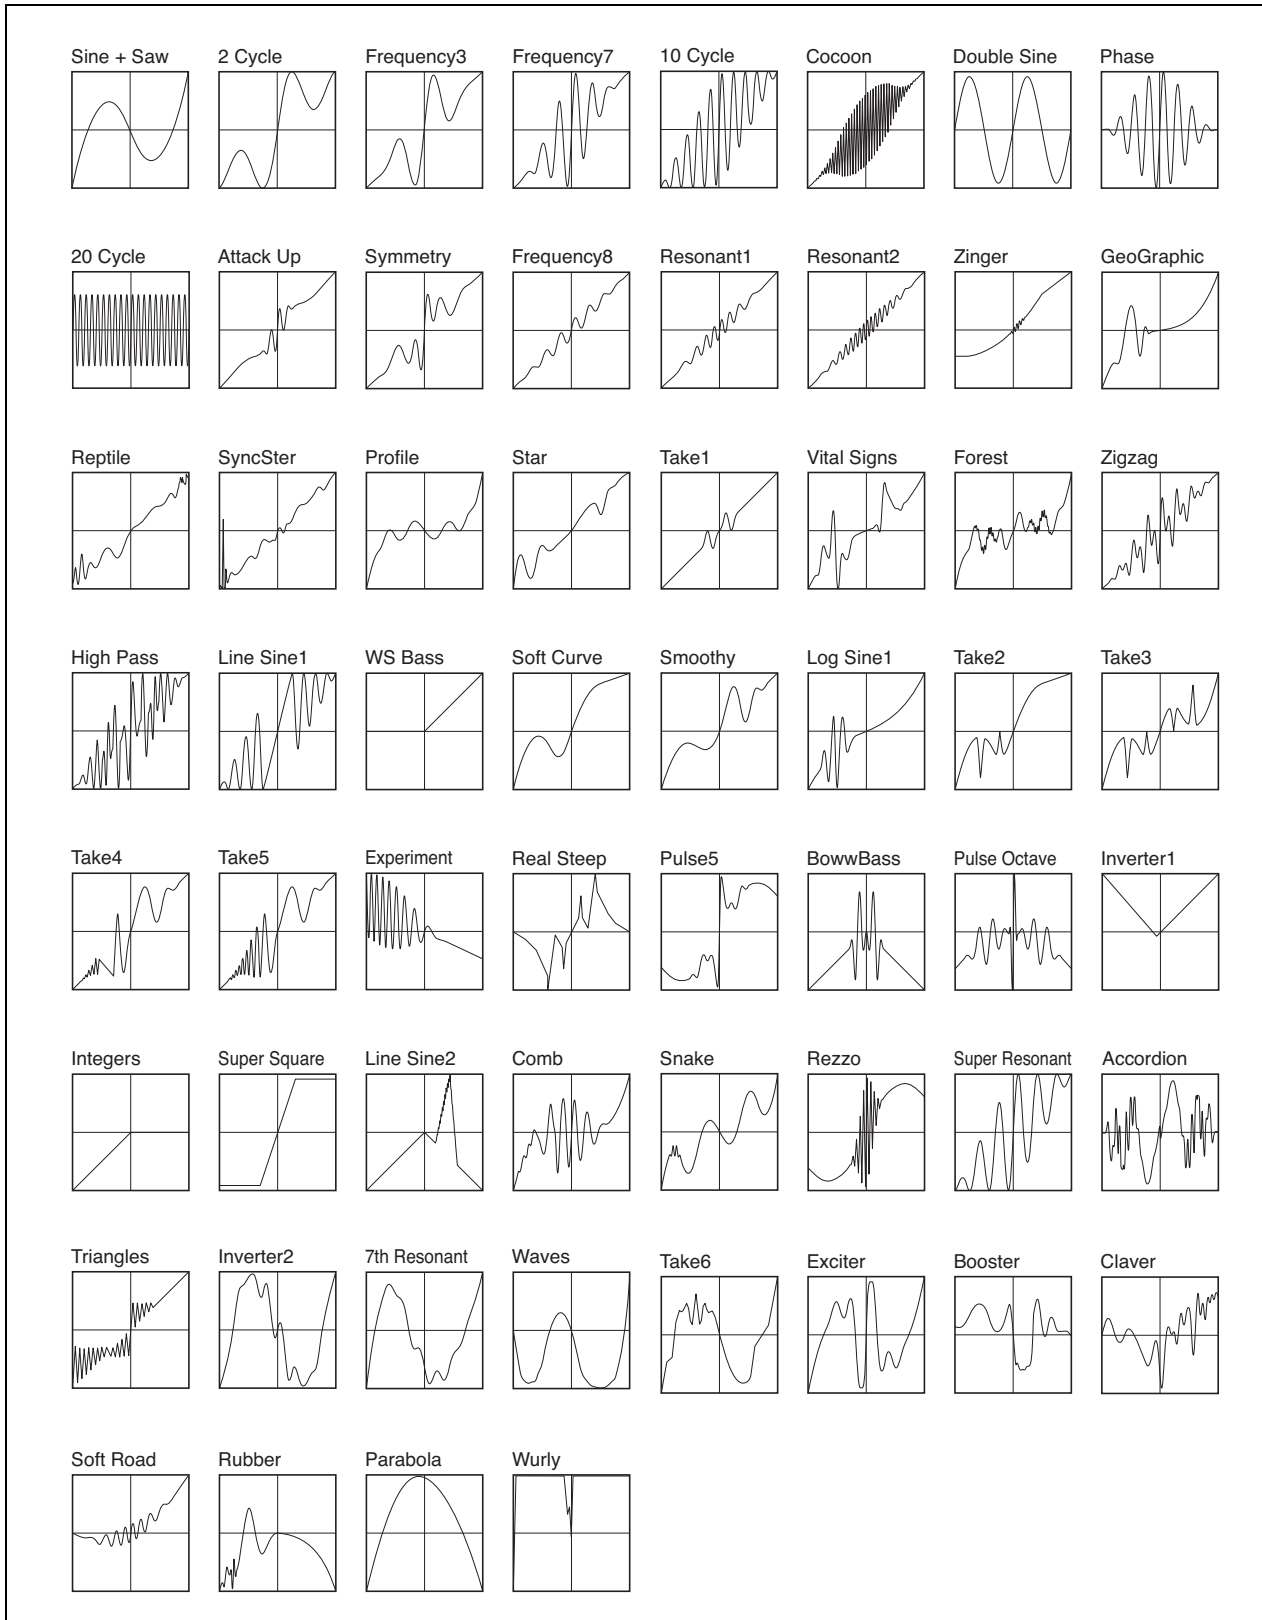 Sine + Saw 2 Cycle Frequency3 Frequency7 10 Cycle Cocoon Double Sine Phase
20 Cycle Attack Up Symmetry Frequency8 Resonant1 Resonant2 Zinger GeoGraphic
Reptile SyncSter Profile Star Take1 Vital Signs Forest Zigzag
High Pass Line Sine1 WS Bass Soft Curve Smoothy Log Sine1 Take2 Take3
Take4 Take5 Experiment Real Steep Pulse5 BowwBass Pulse Octave Inverter1
Integers Super Square Line Sine2 Comb Snake Rezzo Super Resonant Accordion
Triangles Inverter2 7th Resonant Waves Take6 Exciter Booster Claver
Soft Road Rubber Parabola Wurly